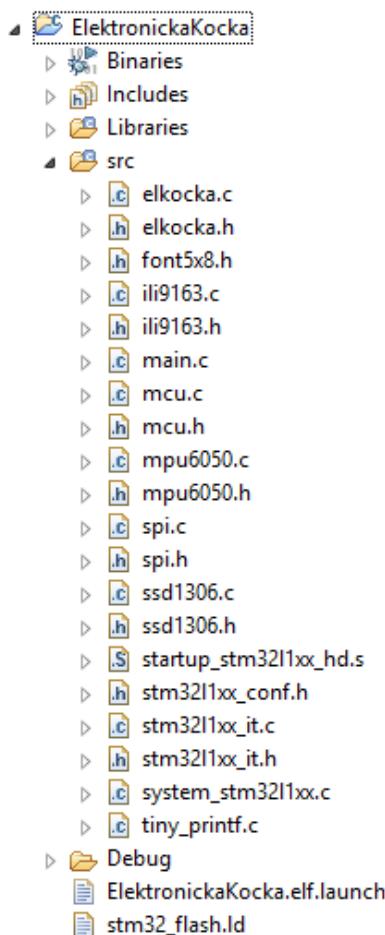 ElektronickaKocka
Binaries
Includes
Libraries
src
elkocka.c
elkocka.h
font5x8.h
ili9163.c
ili9163.h
main.c
mcu.c
mcu.h
mpu6050.c
mpu6050.h
spi.c
spi.h
ssd1306.c
ssd1306.h
startup_stm32l1xx_hd.s
stm32l1xx_conf.h
stm32l1xx_it.c
stm32l1xx_it.h
system_stm32l1xx.c
tiny_printf.c
Debug
ElektronickaKocka.elf.launch
stm32_flash.ld